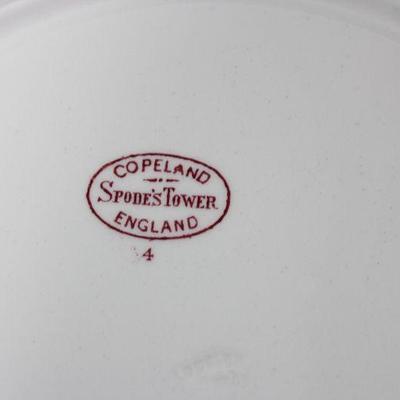 COPELAND
SPODE'S TOWER
ENGLAND
4